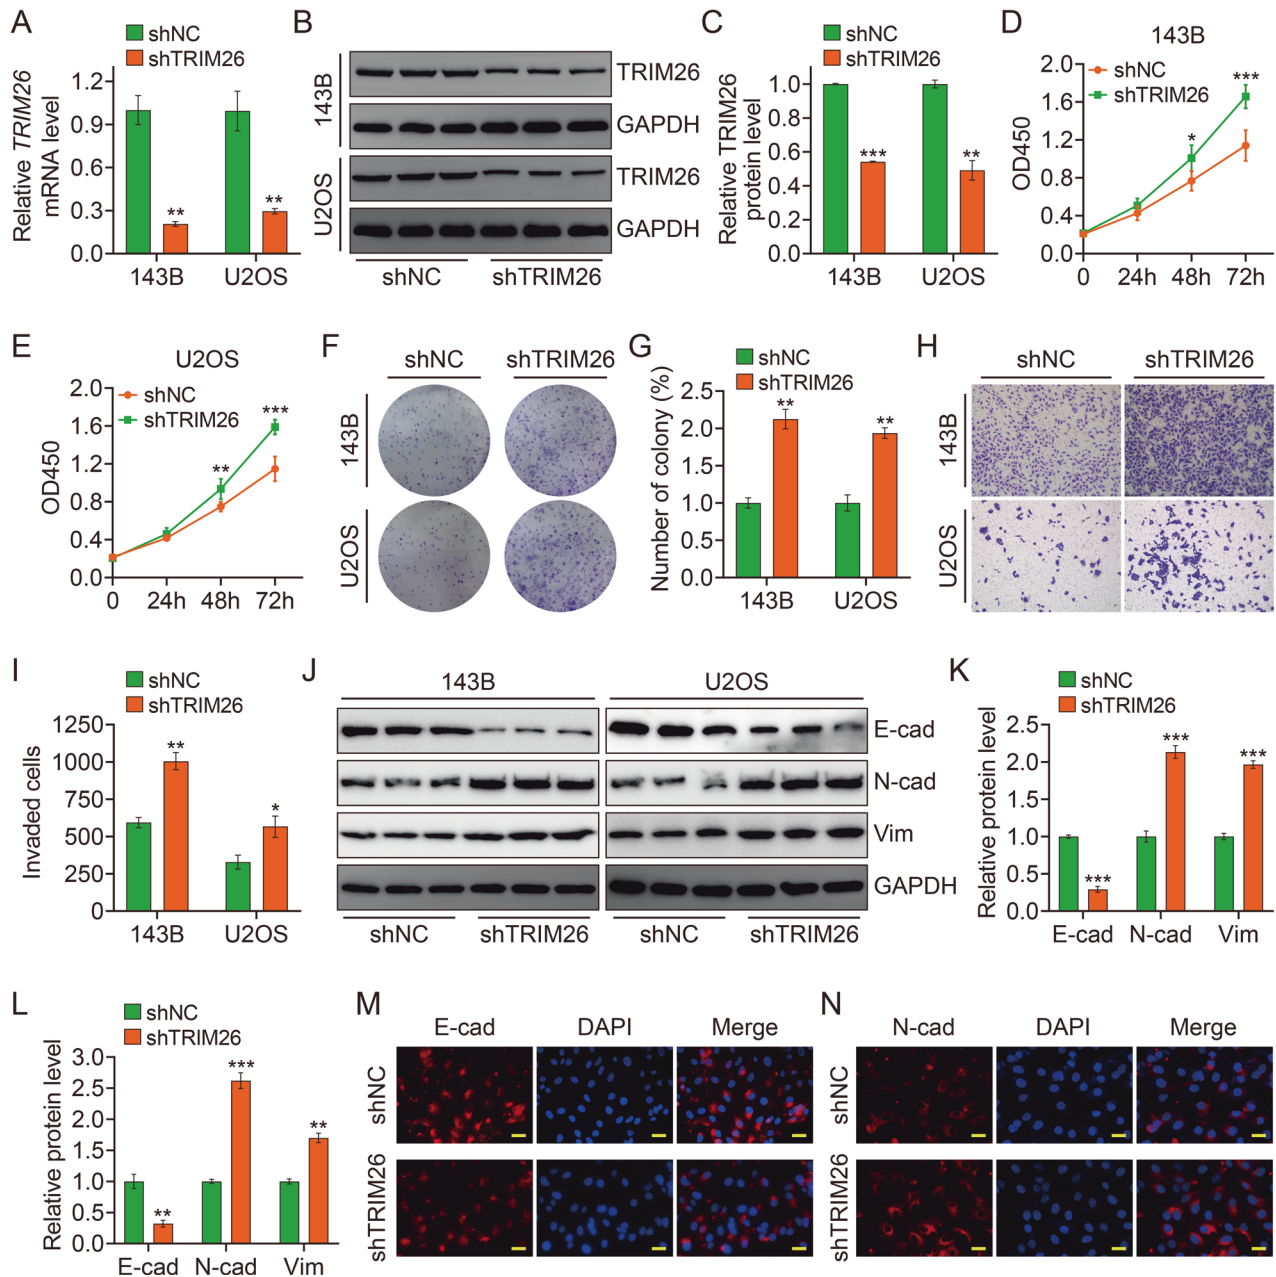 A
shNC
shTRIM26
Relative TRIM26
mRNA level
1.2
0.9
0.6
0.3
0.0
**
**
143B
U2OS
B
143B
U2OS
TRIM26
GAPDH
TRIM26
GAPDH
shNC
shTRIM26
C
shNC
shTRIM26
Relative TRIM26
protein level
1.0
0.8
0.6
0.4
0.2
0.0
***
**
143B
U2OS
D
143B
shNC
shTRIM26
OD450
2.0
1.6
1.2
0.8
0.4
0.0
*
***
0
24h
48h
72h
E
U2OS
shNC
shTRIM26
OD450
2.0
1.6
1.2
0.8
0.4
0.0
**
***
0
24h
48h
72h
F
shNC
shTRIM26
143B
U2OS
G
shNC
shTRIM26
Number of colony (%)
2.5
2.0
1.5
1.0
0.5
0.0
**
**
143B
U2OS
H
shNC
shTRIM26
143B
U2OS
I
shNC
shTRIM26
Invaded cells
1250
1000
750
500
250
0
**
*
143B
U2OS
J
143B
U2OS
E-cad
N-cad
Vim
GAPDH
shNC
shTRIM26
shNC
shTRIM26
K
shNC
shTRIM26
Relative protein level
2.5
2.0
1.5
1.0
0.5
0.0
***
***
***
E-cad
N-cad
Vim
L
shNC
shTRIM26
Relative protein level
3.0
2.5
2.0
1.5
1.0
0.5
0.0
**
***
**
E-cad
N-cad
Vim
M
E-cad
DAPI
Merge
shNC
shTRIM26
N
N-cad
DAPI
Merge
shNC
shTRIM26